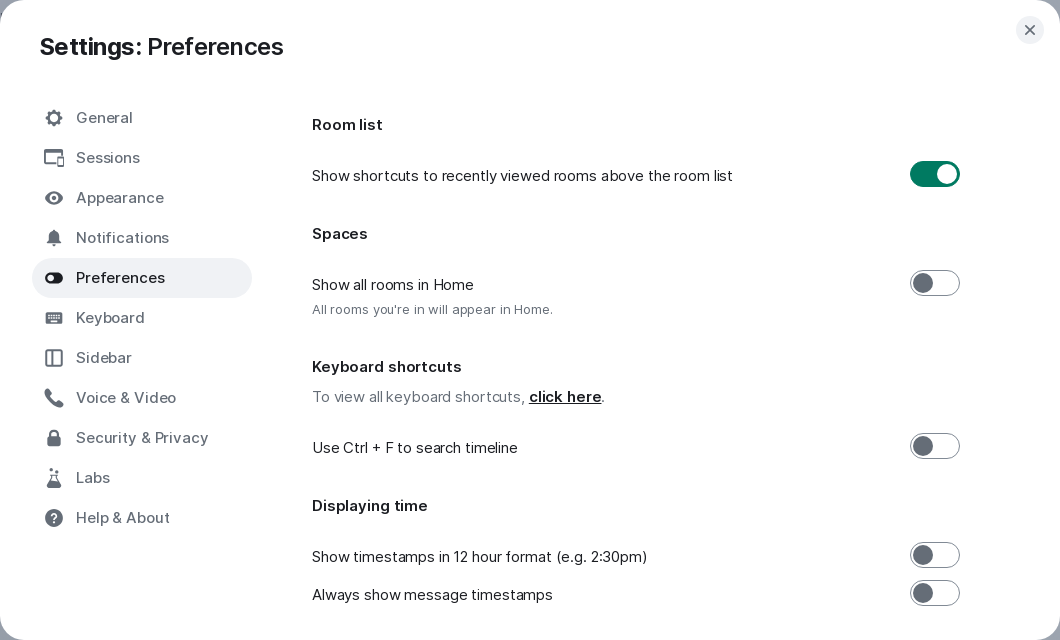 Settings: Preferences
General
Sessions
Appearance
Notifications
Preferences
Keyboard
Sidebar
Voice & Video
Security & Privacy
Labs
Help & About
Room list
Show shortcuts to recently viewed rooms above the room list
Spaces
Show all rooms in Home
All rooms you're in will appear in Home.
Keyboard shortcuts
To view all keyboard shortcuts, click here.
Use Ctrl + F to search timeline
Displaying time
Show timestamps in 12 hour format (e.g. 2:30pm)
Always show message timestamps